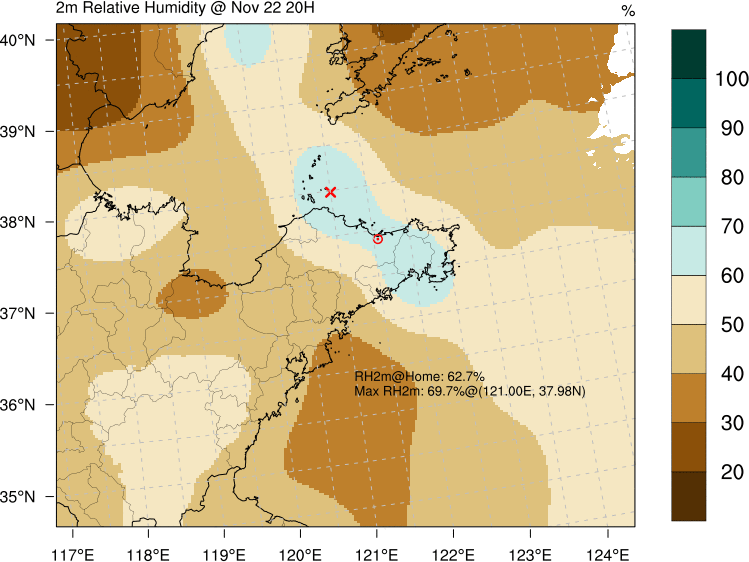 2m Relative Humidity @ Nov 22 20H
%
40°N
39°N
38°N
37°N
36°N
35°N
117°E
118°E
119°E
120°E
121°E
122°E
123°E
124°E
RH2m@Home: 62.7%
Max RH2m: 69.7%@(121.00E, 37.98N)
100
90
80
70
60
50
40
30
20